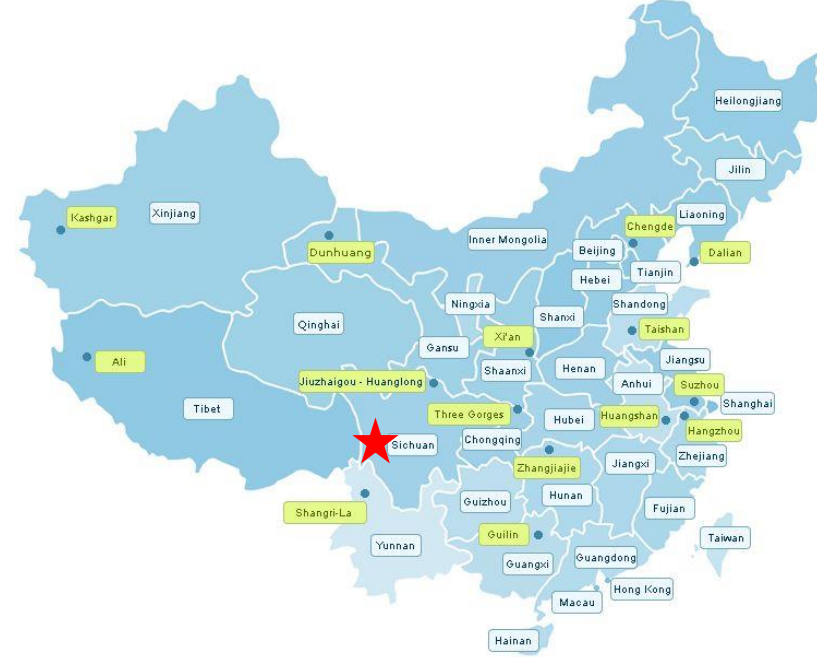 Heilongjiang
Jilin
Liaoning
Kashgar
Xinjiang
Chengde
Inner Mongolia
Dunhuang
Beijing
Dalian
Tianjin
Hebei
Ningxia
Shandong
Qinghai
Shanxi
Taishan
Xi'an
Gansu
Ali
Jiangsu
Henan
Shaanxi
Jiuzhaigou - Huanglong
Anhui
Suzhou
Shanghai
Tibet
Three Gorges
Huangshan
Hubei
Hangzhou
Sichuan
Chongqing
Zhejiang
Jiangxi
Zhangjiajie
Hunan
Guizhou
Fujian
Shangri-La
Guilin
Taiwan
Yunnan
Guangdong
Guangxi
Hong Kong
Macau
Hainan